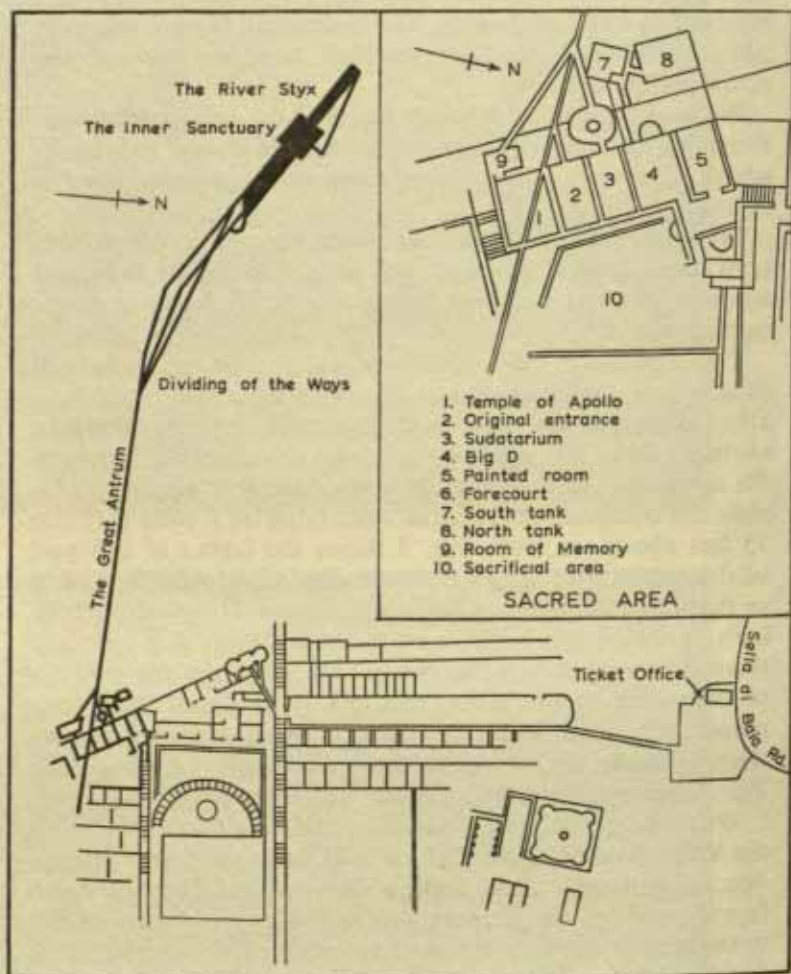 The River Styx
The Inner Sanctuary
N
Dividing of the Ways
The Great Antrum
N
7
8
9
1
2
3
4
5
10
1. Temple of Apollo
2. Original entrance
3. Sudatarium
4. Big D
5. Painted room
6. Forecourt
7. South tank
8. North tank
9. Room of Memory
10. Sacrificial area
SACRED AREA
Ticket Office
Sella di Baia Rd.